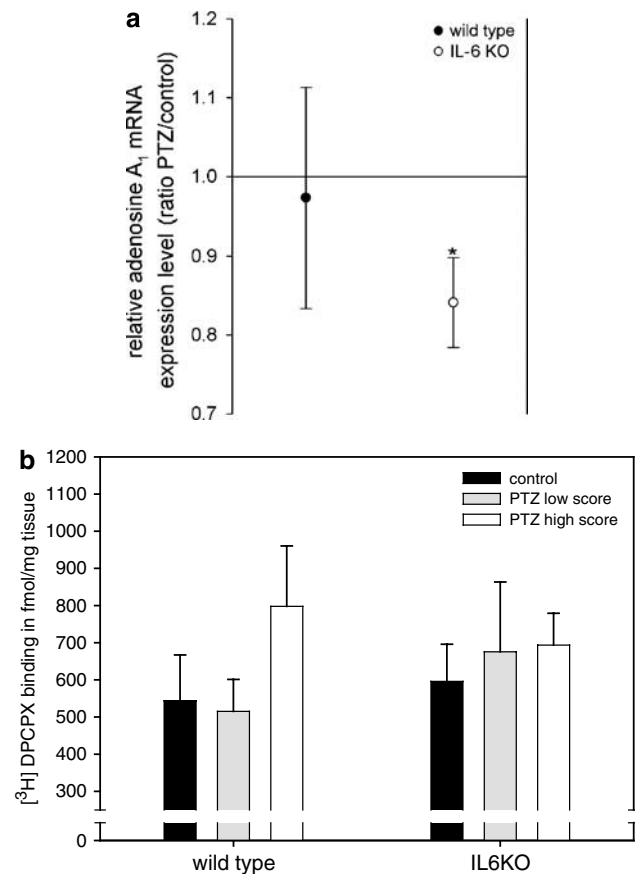 a
relative adenosine A1 mRNA
expression level (ratio PTZ/control)
1.2
1.1
1.0
0.9
0.8
0.7
wild type
IL-6 KO
*
b
[3H] DPCPX binding in fmol/mg tissue
1200
1100
1000
900
800
700
600
500
400
300
0
control
PTZ low score
PTZ high score
wild type
IL6KO